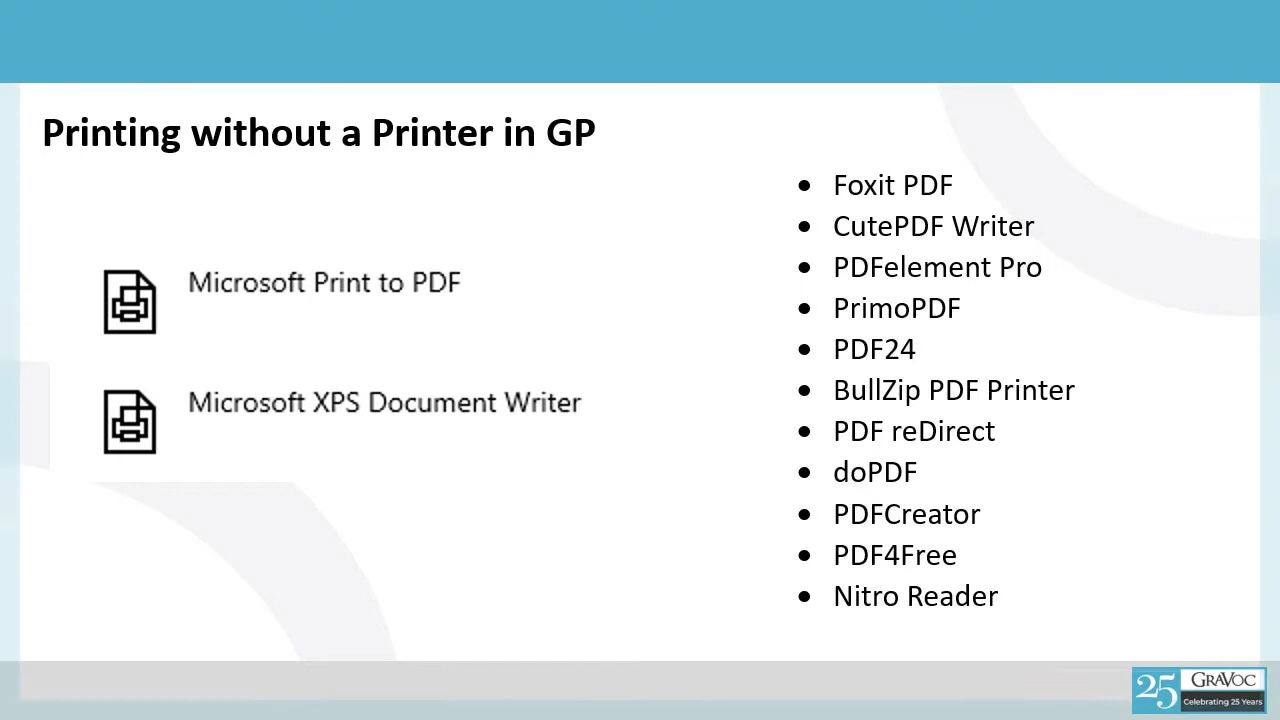 Printing without a Printer in GP
Microsoft Print to PDF
Microsoft XPS Document Writer
• Foxit PDF
• CutePDF Writer
• PDFelement Pro
• PrimoPDF
• PDF24
• BullZip PDF Printer
• PDF reDirect
• doPDF
• PDFCreator
• PDF4Free
• Nitro Reader
25 GRAVOC
Celebrating 25 Years